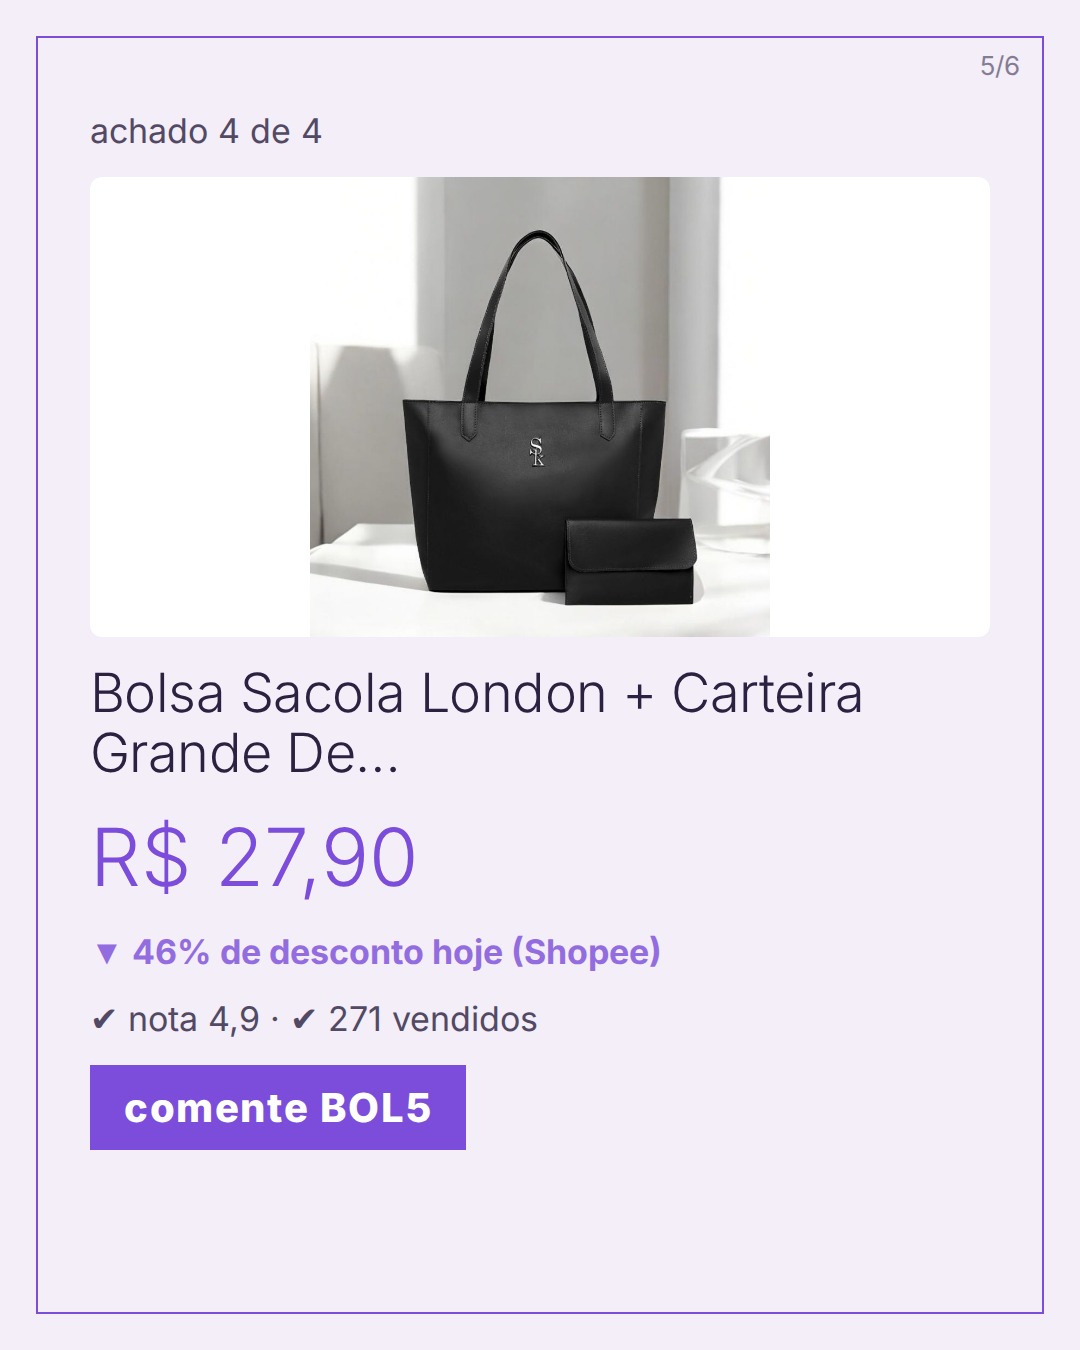 5/6
achado 4 de 4
SK
Bolsa Sacola London + Carteira
Grande De...
R$ 27,90
▼ 46% de desconto hoje (Shopee)
✔ nota 4,9 · ✔ 271 vendidos
comente BOL5